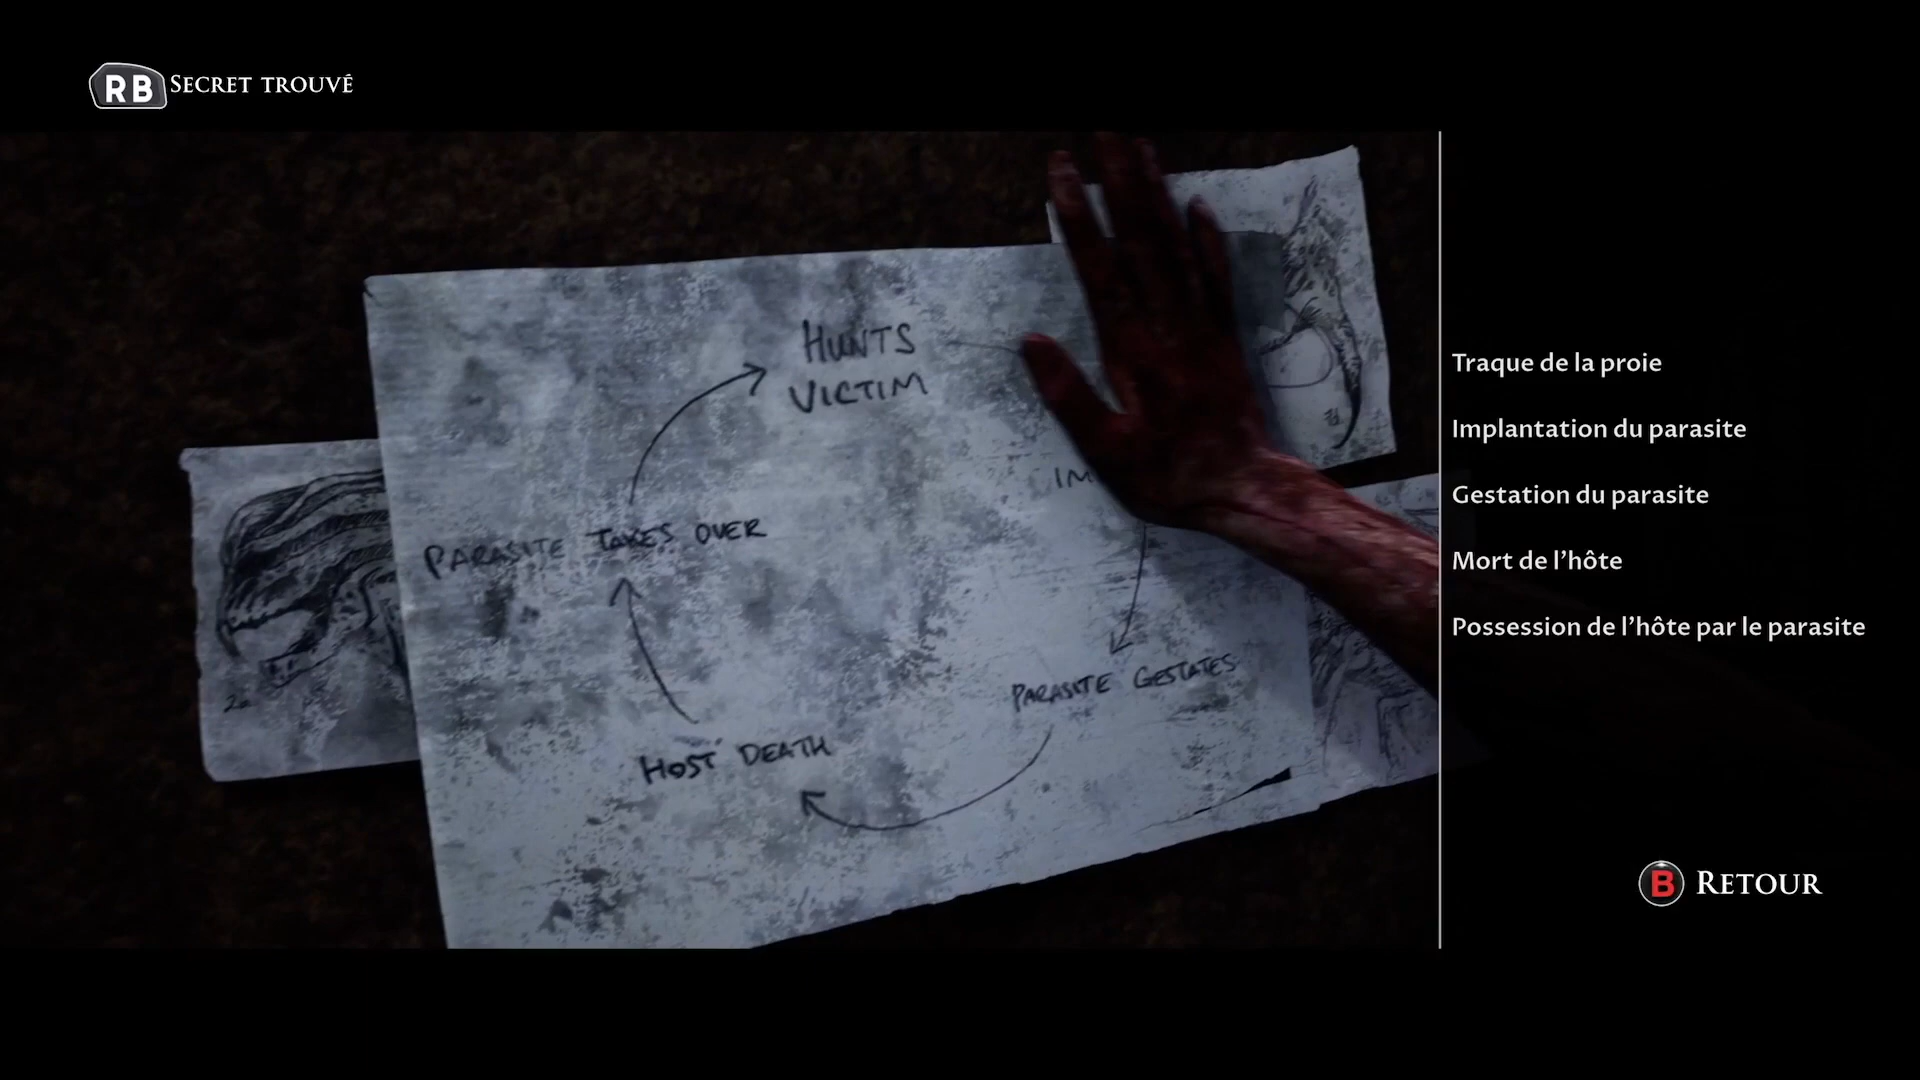 RB SECRET TROUVÉ
HUNTS
VICTIM
IM
PARASITE TAKES OVER
PARASITE GESTATES
HOST DEATH
Traque de la proie
Implantation du parasite
Gestation du parasite
Mort de l'hôte
Possession de l'hôte par le parasite
B RETOUR